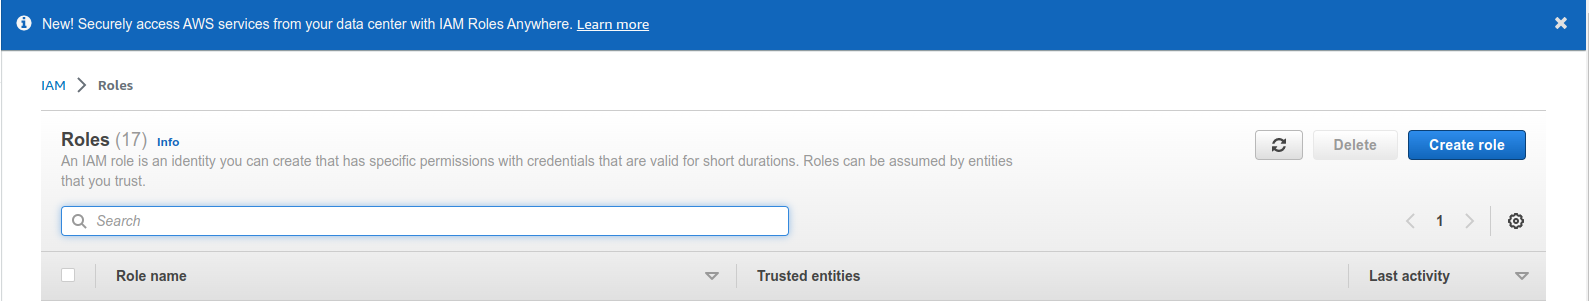 New! Securely access AWS services from your data center with IAM Roles Anywhere. Learn more
IAM > Roles
Roles (17) Info
An IAM role is an identity you can create that has specific permissions with credentials that are valid for short durations. Roles can be assumed by entities
that you trust.
Delete
Create role
Search
1
Role name
Trusted entities
Last activity